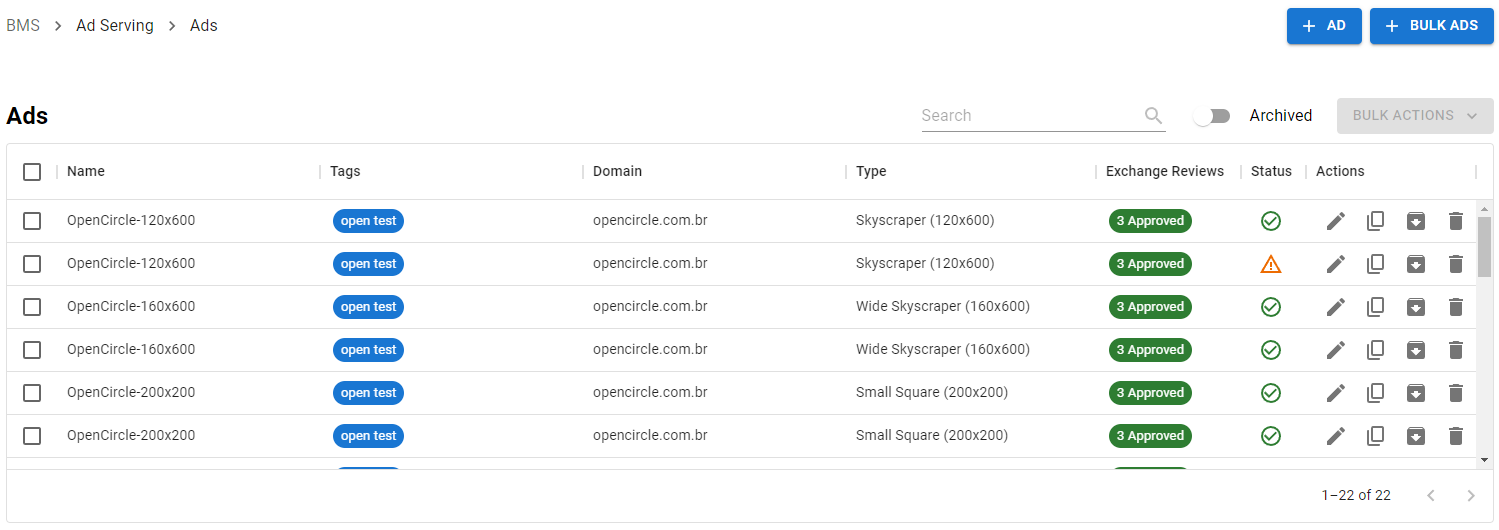 BMS > Ad Serving > Ads
+ AD
+ BULK ADS
Ads
Search
Archived
BULK ACTIONS
Name Tags Domain Type Exchange Reviews Status Actions
OpenCircle-120x600 open test opencircle.com.br Skyscraper (120x600) 3 Approved
OpenCircle-120x600 open test opencircle.com.br Skyscraper (120x600) 3 Approved
OpenCircle-160x600 open test opencircle.com.br Wide Skyscraper (160x600) 3 Approved
OpenCircle-160x600 open test opencircle.com.br Wide Skyscraper (160x600) 3 Approved
OpenCircle-200x200 open test opencircle.com.br Small Square (200x200) 3 Approved
OpenCircle-200x200 open test opencircle.com.br Small Square (200x200) 3 Approved
1–22 of 22